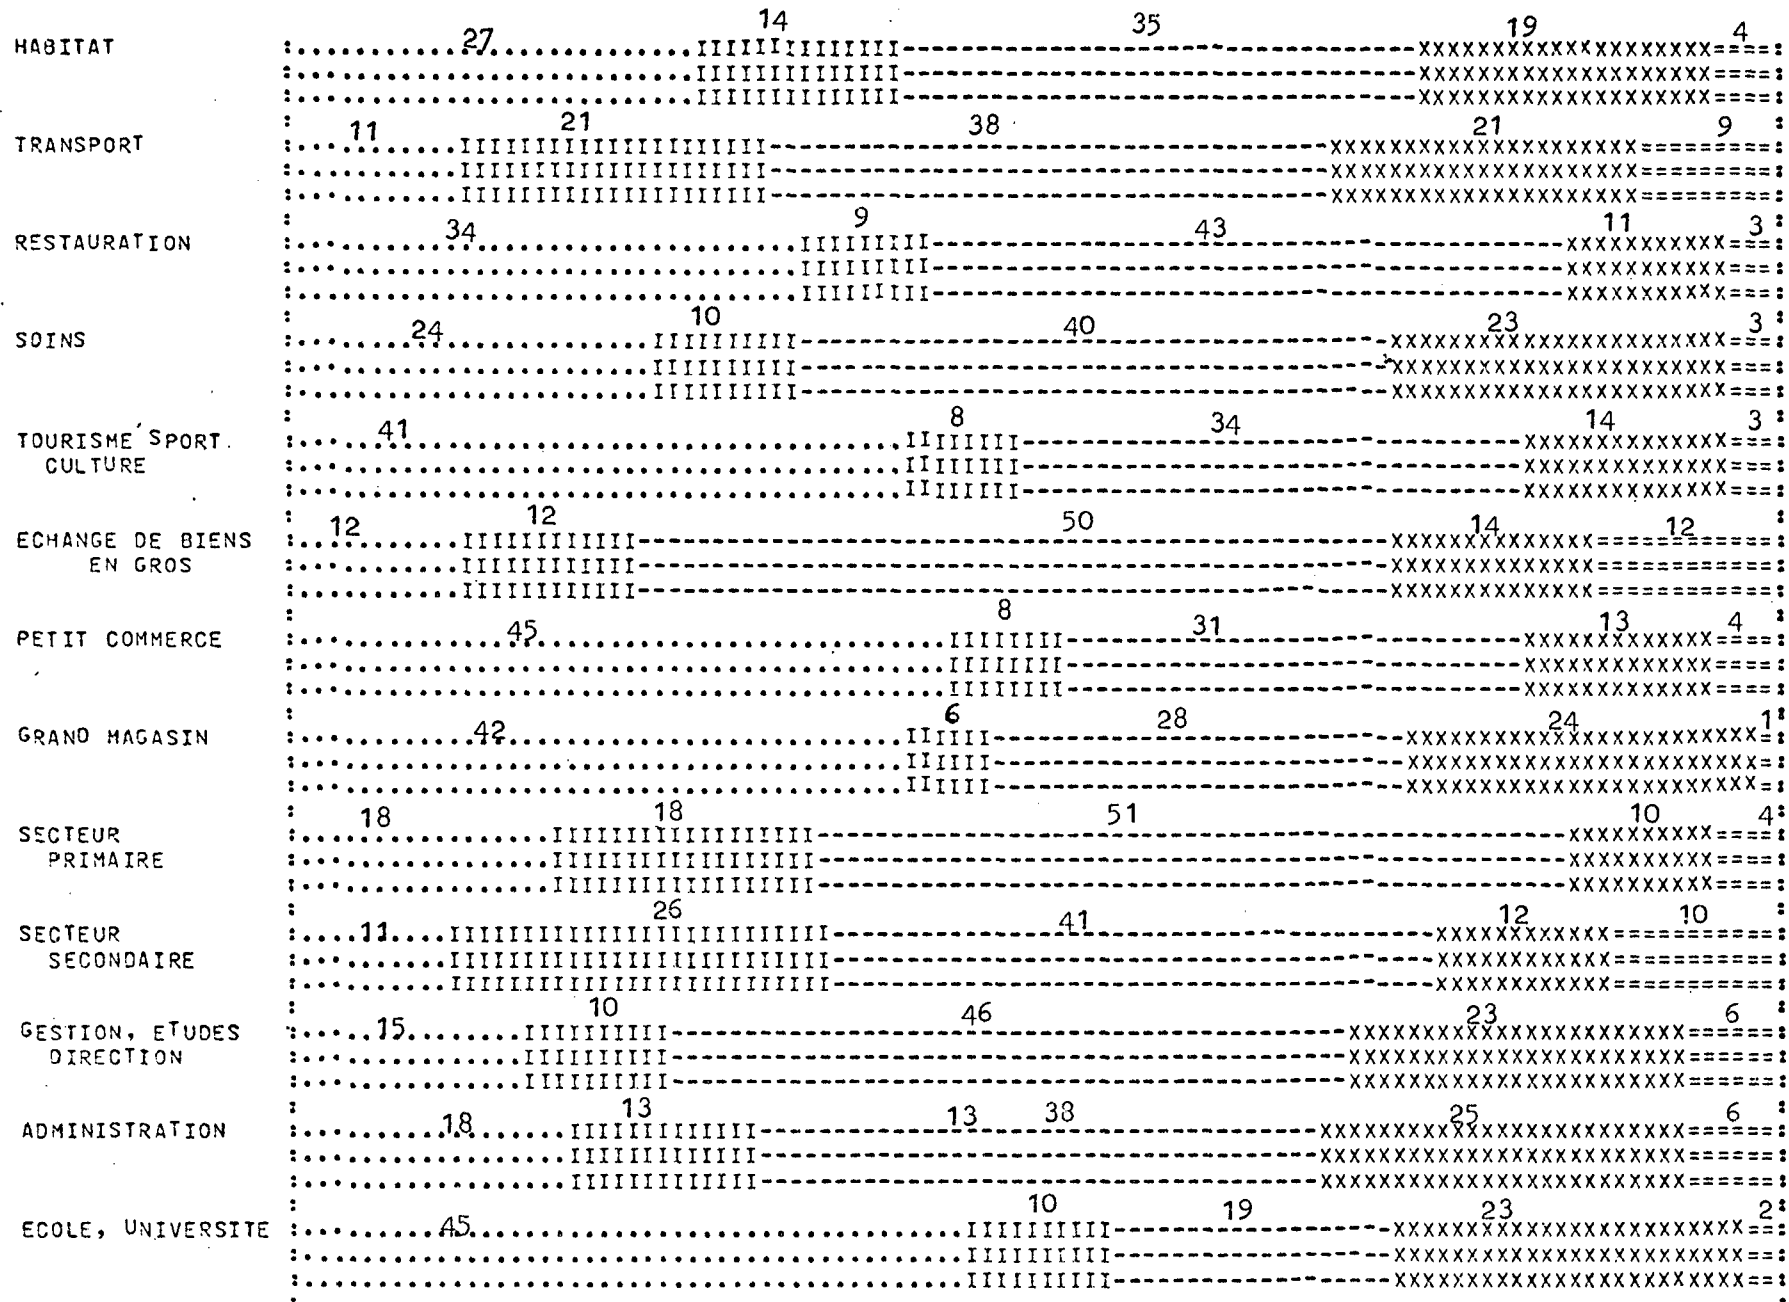 14 35
HABITAT 27 19 4
TRANSPORT 11 21 38 21 9
RESTAURATION 34 9 43 11 3
SOINS 24 10 40 23 3
TOURISME SPORT. 41 8 34 14 3
CULTURE
ECHANGE DE BIENS 12 12 50 14 12
EN GROS
PETIT COMMERCE 45 8 31 13 4
GRAND MAGASIN 42 6 28 24 1
SECTEUR 18 18 51 10 4
PRIMAIRE
SECTEUR 11 26 41 12 10
SECONDAIRE
GESTION, ETUDES 15 10 46 23 6
DIRECTION
ADMINISTRATION 18 13 13 38 25 6
ECOLE, UNIVERSITE 45 10 19 23 2